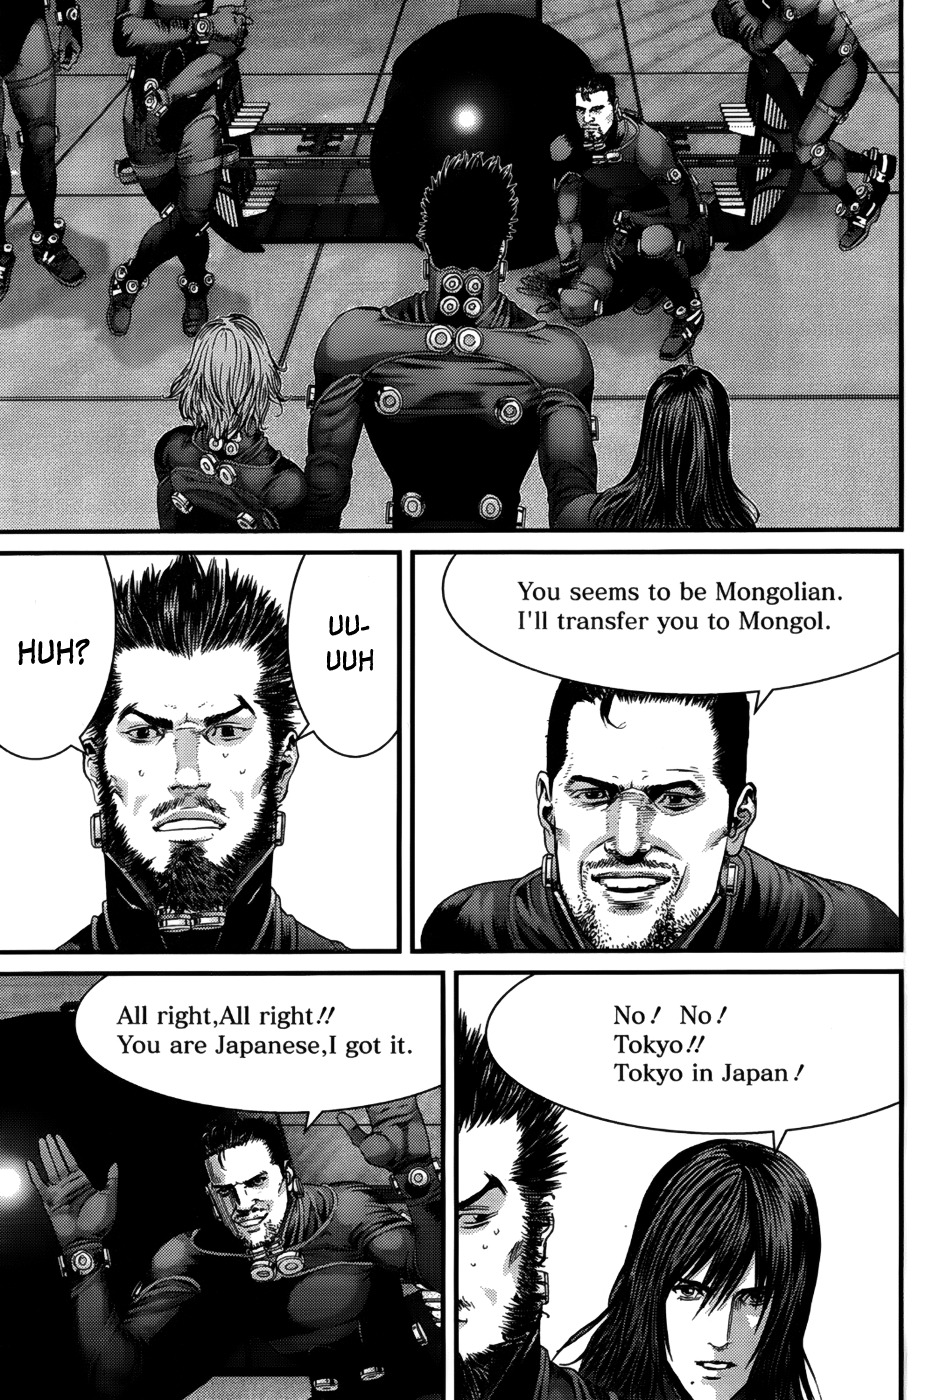 You seems to be Mongolian.
I'll transfer you to Mongol.
UU-
UUH
HUH?
No! No!
Tokyo!!
Tokyo in Japan!
All right,All right!!
You are Japanese,I got it.